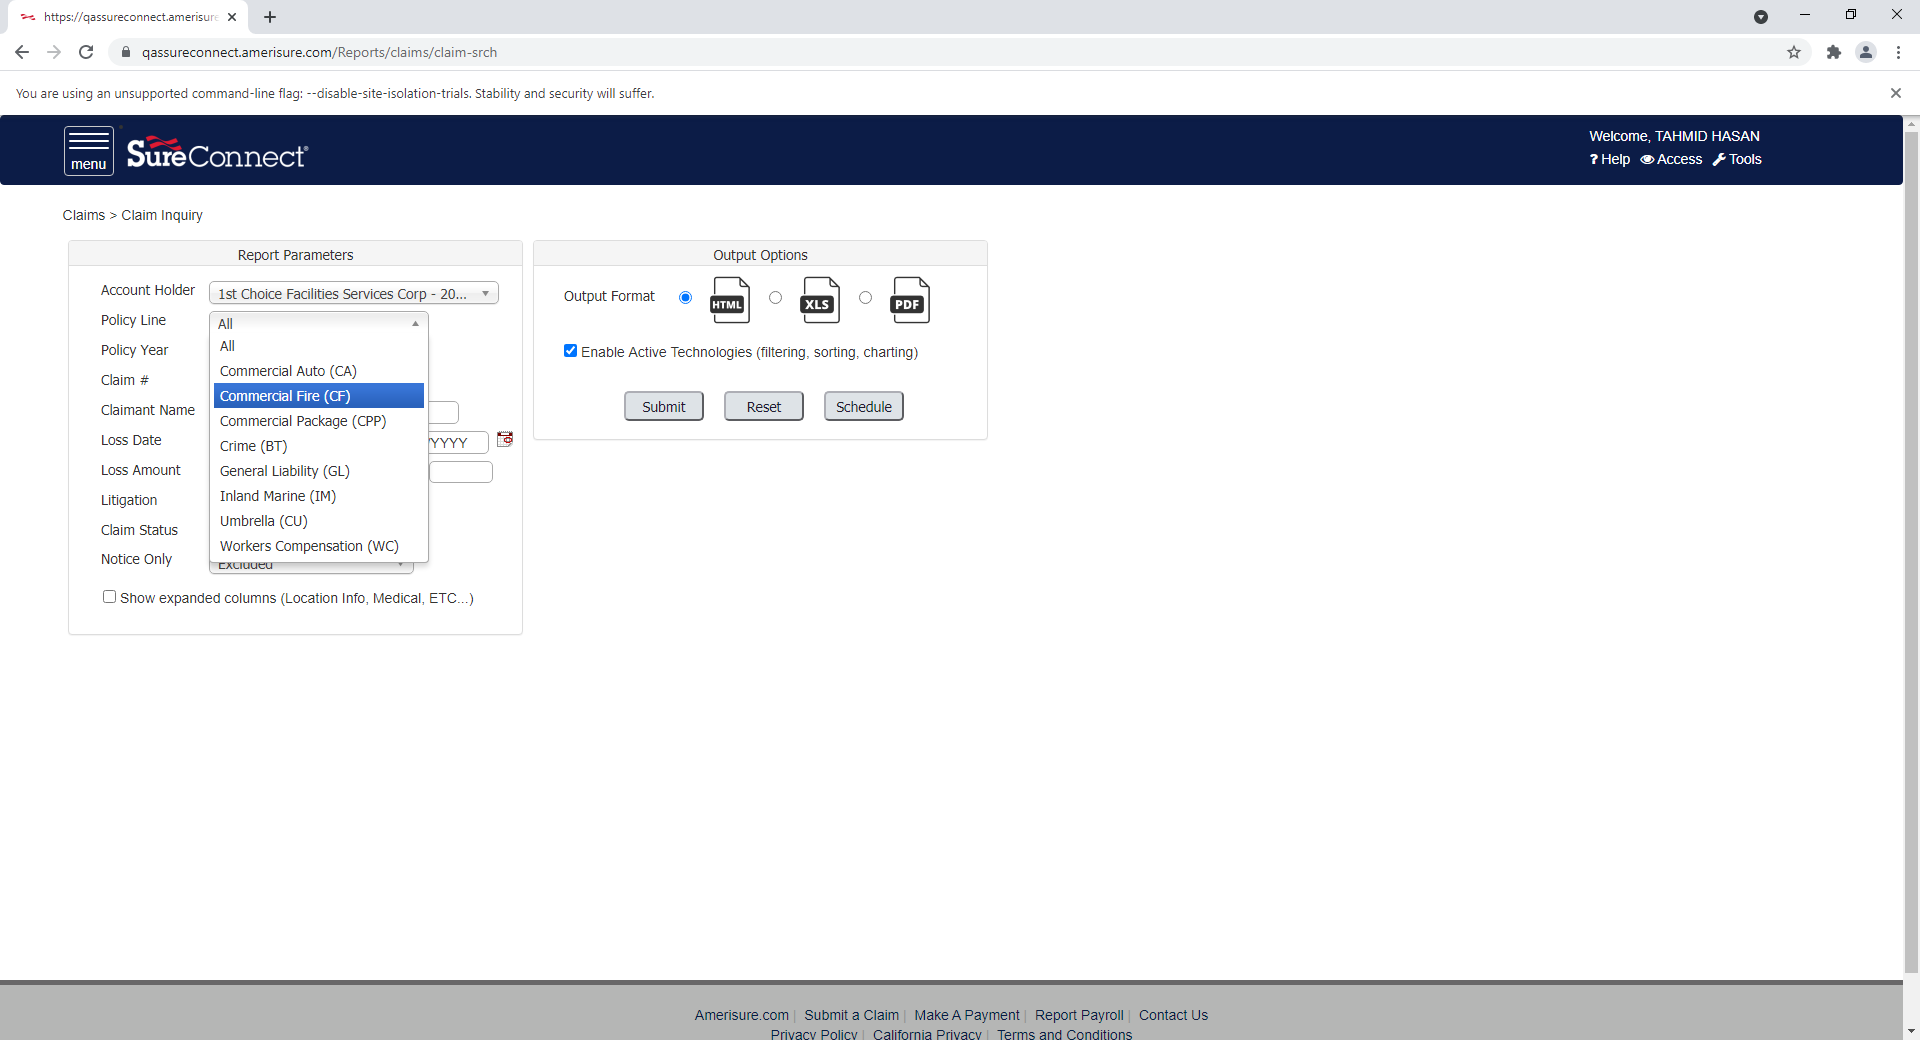 https://qassureconnect.amerisure
qassureconnect.amerisure.com/Reports/claims/claim-srch
You are using an unsupported command-line flag: --disable-site-isolation-trials. Stability and security will suffer.
menu
SureConnect®
Welcome, TAHMID HASAN
? Help Access Tools
Claims > Claim Inquiry
Report Parameters
Account Holder 1st Choice Facilities Services Corp - 20...
Policy Line All
All
Policy Year
Commercial Auto (CA)
Claim #
Commercial Fire (CF)
Claimant Name
Commercial Package (CPP)
Loss Date YYYY
Crime (BT)
Loss Amount
General Liability (GL)
Litigation
Inland Marine (IM)
Claim Status
Umbrella (CU)
Workers Compensation (WC)
Notice Only Excluded
Show expanded columns (Location Info, Medical, ETC...)
Output Options
Output Format HTML XLS PDF
Enable Active Technologies (filtering, sorting, charting)
Submit Reset Schedule
Amerisure.com | Submit a Claim | Make A Payment | Report Payroll | Contact Us
Privacy Policy | California Privacy | Terms and Conditions